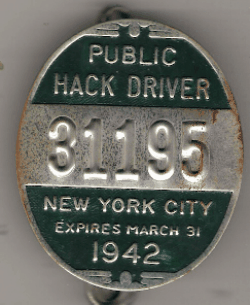 PUBLIC
HACK DRIVER
31195
NEW YORK CITY
EXPIRES MARCH 31
1942